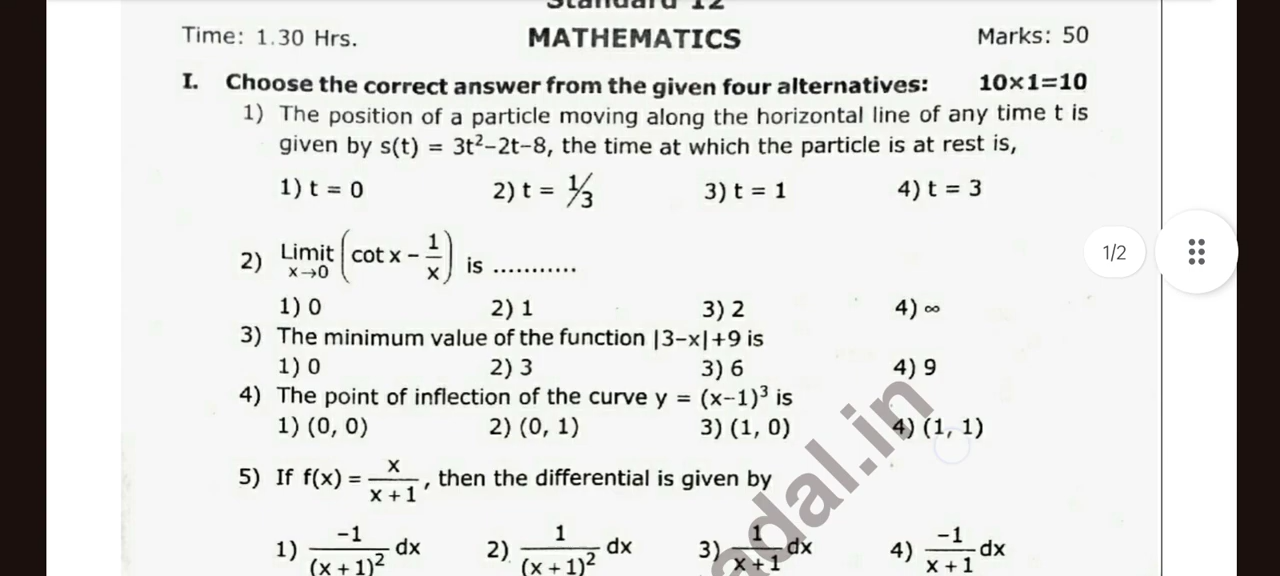 Standard 12
Time: 1.30 Hrs. MATHEMATICS Marks: 50
I. Choose the correct answer from the given four alternatives: 10×1=10
1) The position of a particle moving along the horizontal line of any time t is
given by s(t) = 3t²−2t−8, the time at which the particle is at rest is,
1) t = 0 2) t = ⅓ 3) t = 1 4) t = 3
2) Limit x→0 (cot x − 1/x) is ...........
1) 0 2) 1 3) 2 4) ∞
3) The minimum value of the function |3−x|+9 is
1) 0 2) 3 3) 6 4) 9
4) The point of inflection of the curve y = (x−1)³ is
1) (0, 0) 2) (0, 1) 3) (1, 0) 4) (1, 1)
5) If f(x) = x/(x+1), then the differential is given by
1) −1/(x+1)² dx 2) 1/(x+1)² dx 3) 1/(x+1) dx 4) −1/(x+1) dx
1/2
adal.in